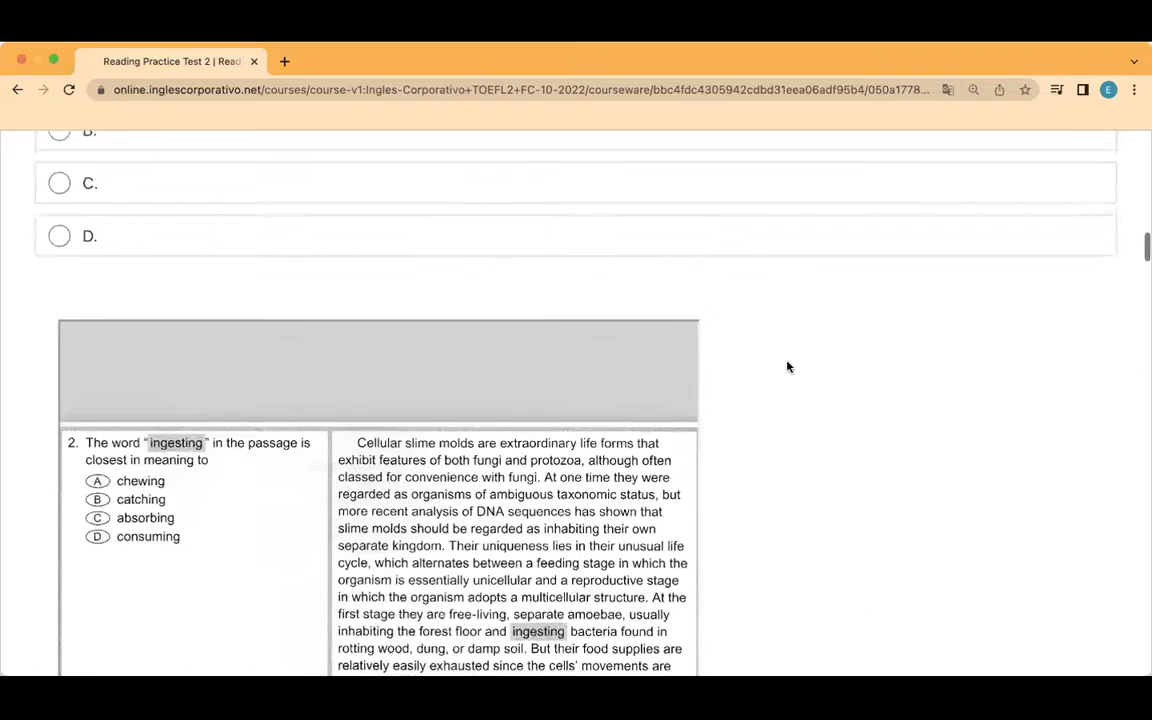 Reading Practice Test 2 | Read
online.inglescorporativo.net/courses/course-v1:Ingles-Corporativo+TOEFL2+FC-10-2022/courseware/bbc4fdc4305942cdbd31eea06adf95b4/050a1778...
E
B.
C.
D.
2. The word "ingesting" in the passage is
closest in meaning to
A chewing
B catching
C absorbing
D consuming
Cellular slime molds are extraordinary life forms that
exhibit features of both fungi and protozoa, although often
classed for convenience with fungi. At one time they were
regarded as organisms of ambiguous taxonomic status, but
more recent analysis of DNA sequences has shown that
slime molds should be regarded as inhabiting their own
separate kingdom. Their uniqueness lies in their unusual life
cycle, which alternates between a feeding stage in which the
organism is essentially unicellular and a reproductive stage
in which the organism adopts a multicellular structure. At the
first stage they are free-living, separate amoebae, usually
inhabiting the forest floor and ingesting bacteria found in
rotting wood, dung, or damp soil. But their food supplies are
relatively easily exhausted since the cells' movements are